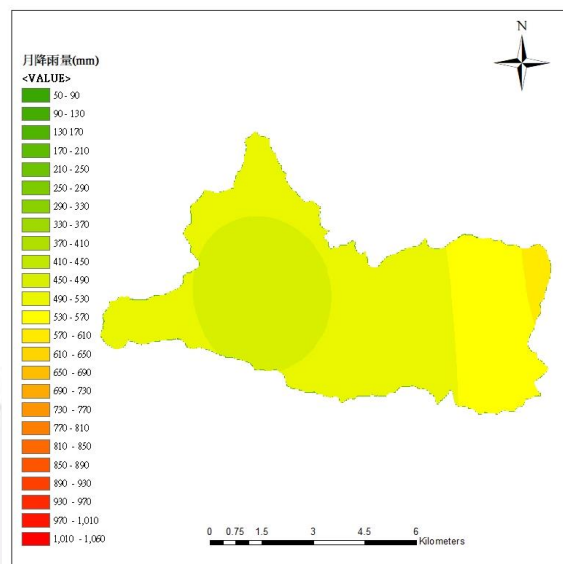 N
月降雨量(mm)
<VALUE>
50 - 90
90 - 130
130 170
170 - 210
210 - 250
250 - 290
290 - 330
330 - 370
370 - 410
410 - 450
450 - 490
490 - 530
530 - 570
570 - 610
610 - 650
650 - 690
690 - 730
730 - 770
770 - 810
810 - 850
850 - 890
890 - 930
930 - 970
970 - 1,010
1,010 - 1,060
0 0.75 1.5 3 4.5 6
Kilometers